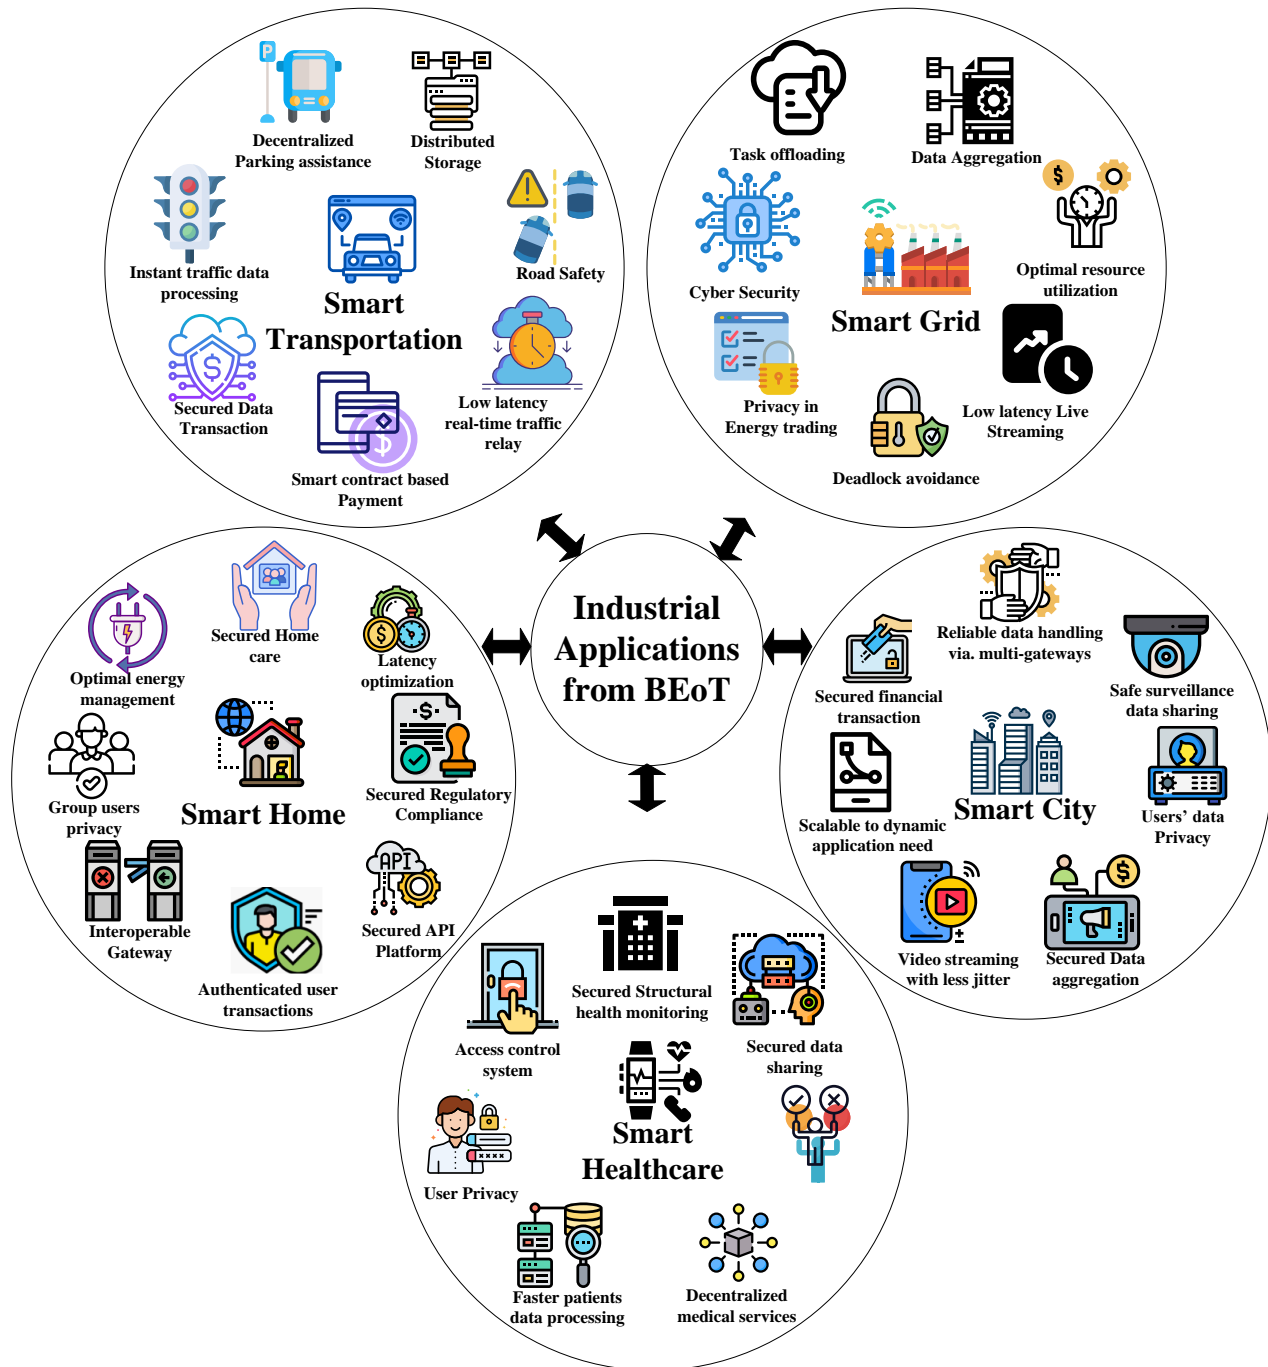 P
Decentralized
Parking assistance
Distributed
Storage
Instant traffic data
processing
Road Safety
Smart
Transportation
$
Secured Data
Transaction
$
Smart contract based
Payment
Low latency
real-time traffic
relay
Task offloading
Data Aggregation
$
Cyber Security
Optimal resource
utilization
Smart Grid
Privacy in
Energy trading
Deadlock avoidance
Low latency Live
Streaming
Industrial
Applications
from BEoT
Secured Home
care
Optimal energy
management
$
Latency
optimization
Group users
privacy
Smart Home
$
Secured Regulatory
Compliance
Interoperable
Gateway
Authenticated user
transactions
API
Secured API
Platform
Reliable data handling
via. multi-gateways
Secured financial
transaction
Safe surveillance
data sharing
Scalable to dynamic
application need
Smart City
Users' data
Privacy
Video streaming
with less jitter
$
Secured Data
aggregation
Secured Structural
health monitoring
Access control
system
Secured data
sharing
Smart
Healthcare
User Privacy
Faster patients
data processing
Decentralized
medical services